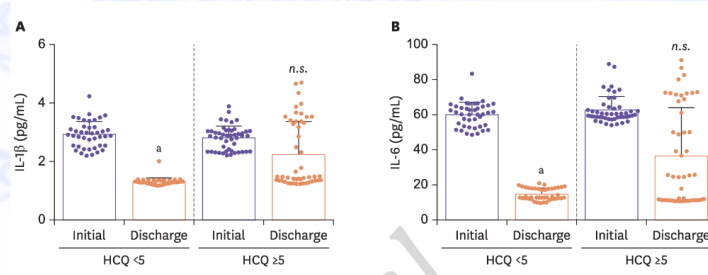 A
IL-1β (pg/mL)
6
4
2
0
a
n.s.
Initial
Discharge
Initial
Discharge
HCQ <5
HCQ ≥5
B
IL-6 (pg/mL)
100
80
60
40
20
0
a
n.s.
Initial
Discharge
Initial
Discharge
HCQ <5
HCQ ≥5